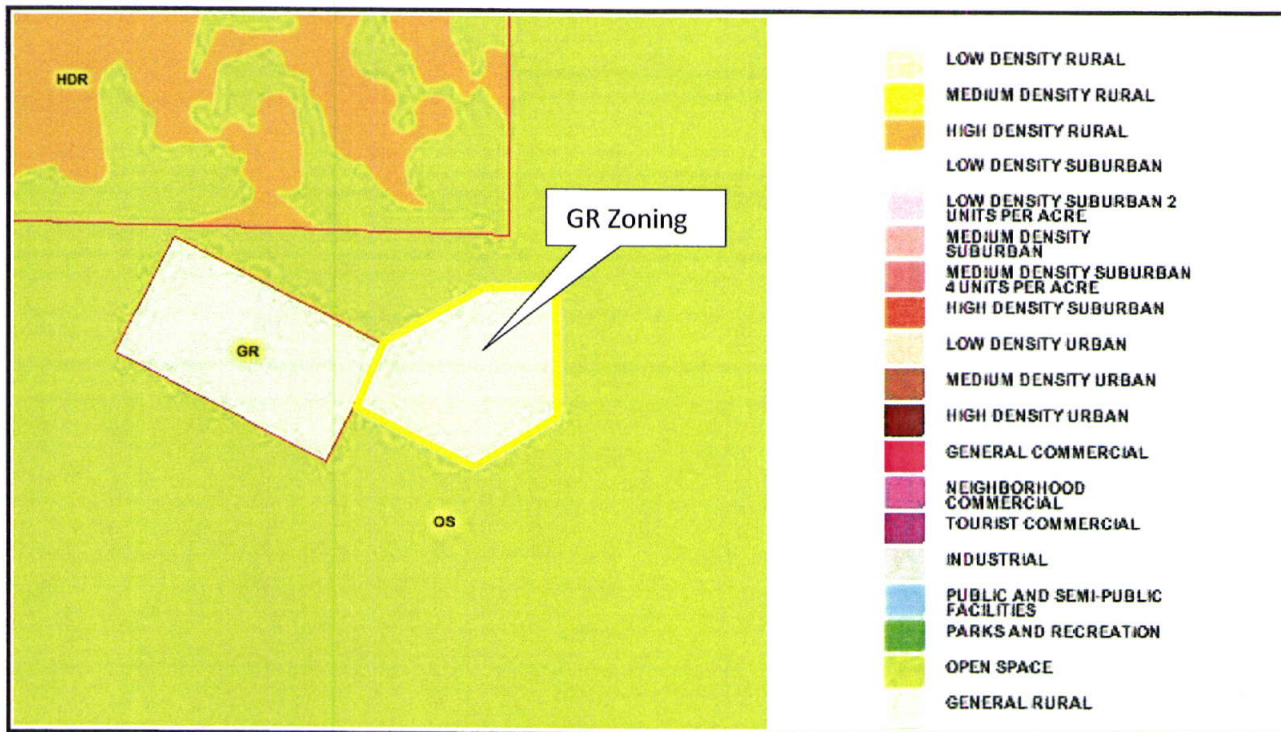 HDR
GR Zoning
GR
OS
LOW DENSITY RURAL
MEDIUM DENSITY RURAL
HIGH DENSITY RURAL
LOW DENSITY SUBURBAN
LOW DENSITY SUBURBAN 2
UNITS PER ACRE
MEDIUM DENSITY
SUBURBAN
MEDIUM DENSITY SUBURBAN
4 UNITS PER ACRE
HIGH DENSITY SUBURBAN
LOW DENSITY URBAN
MEDIUM DENSITY URBAN
HIGH DENSITY URBAN
GENERAL COMMERCIAL
NEIGHBORHOOD
COMMERCIAL
TOURIST COMMERCIAL
INDUSTRIAL
PUBLIC AND SEMI-PUBLIC
FACILITIES
PARKS AND RECREATION
OPEN SPACE
GENERAL RURAL